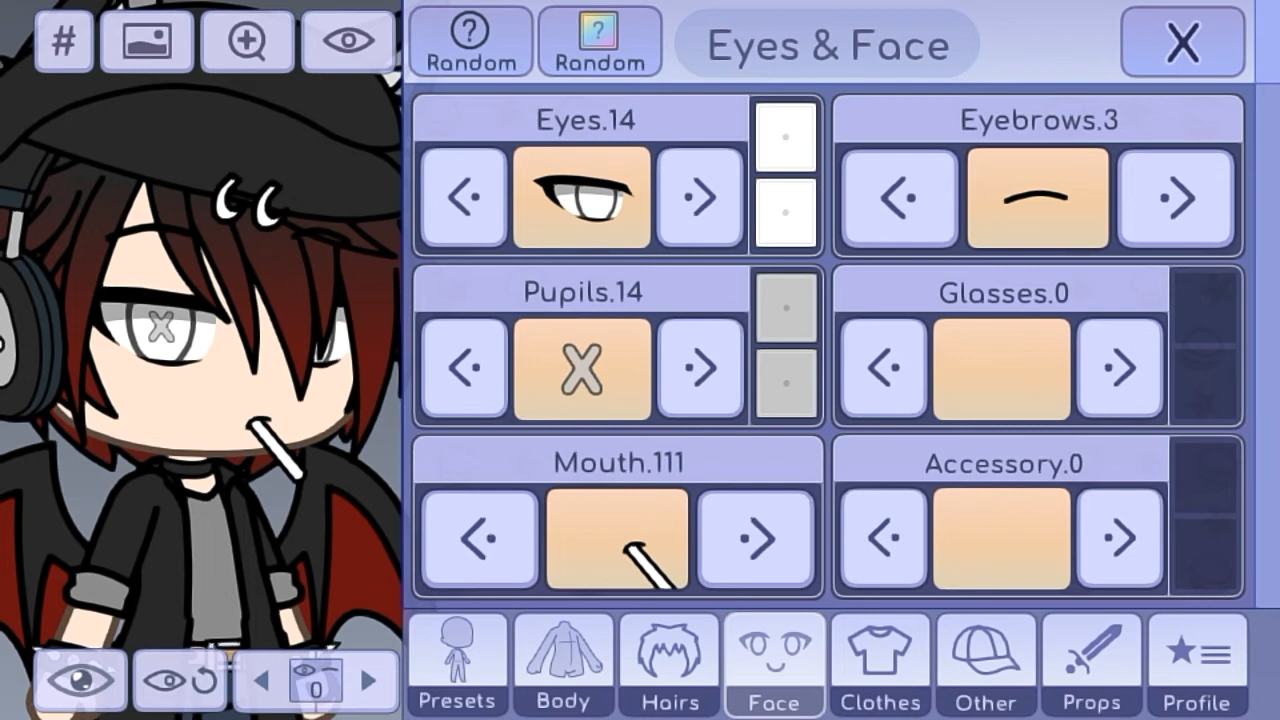 #
? Random
? Random
Eyes & Face
X
Eyes.14
Eyebrows.3
Pupils.14
Glasses.0
Mouth.111
Accessory.0
0
Presets
Body
Hairs
Face
Clothes
Other
Props
Profile